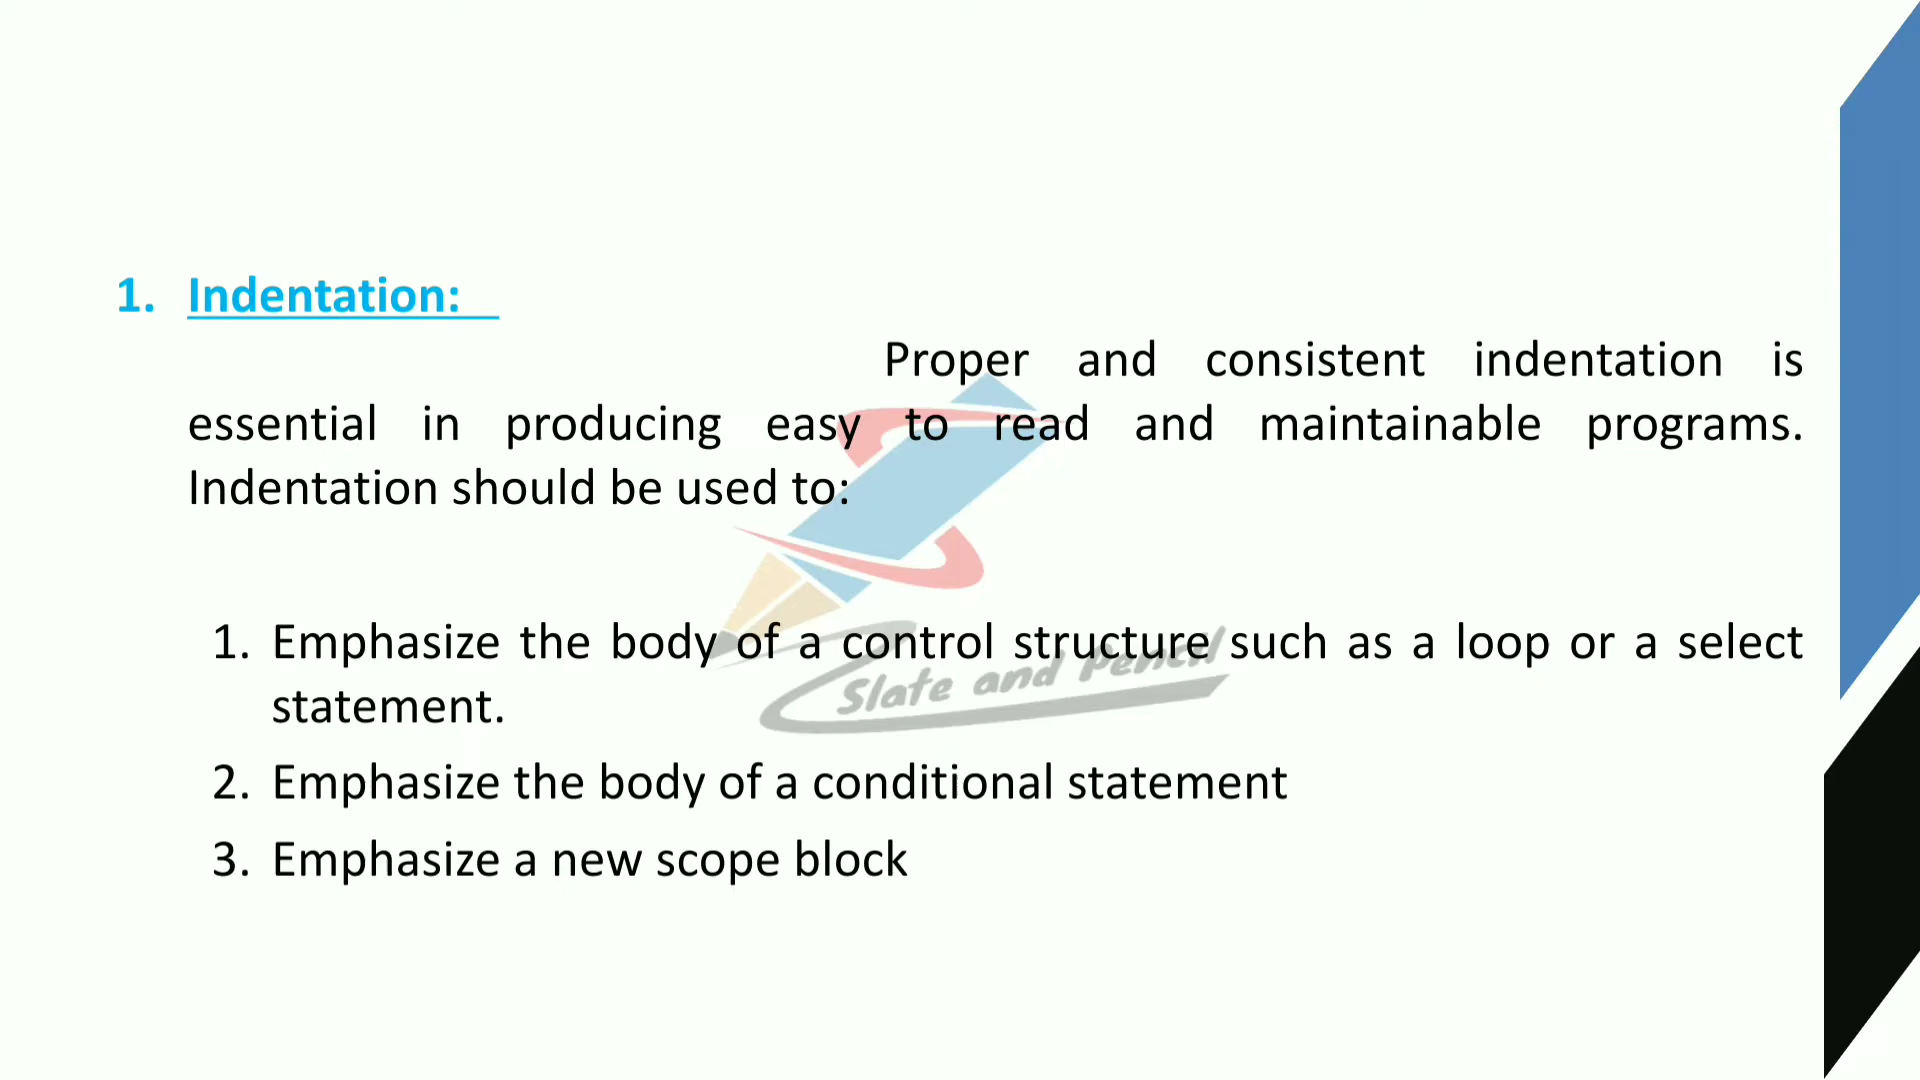 1. Indentation:
Proper and consistent indentation is
essential in producing easy to read and maintainable programs.
Indentation should be used to:
1. Emphasize the body of a control structure such as a loop or a select
statement.
Slate and Pencil
2. Emphasize the body of a conditional statement
3. Emphasize a new scope block